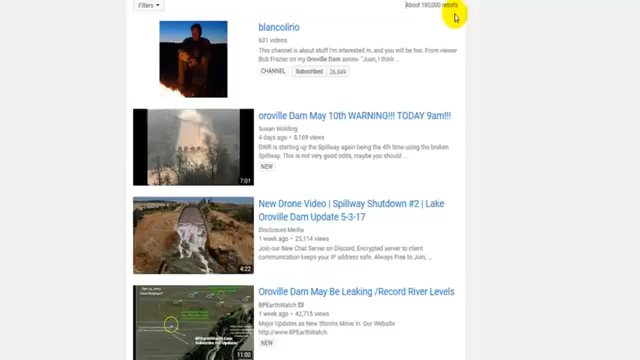 Filters
About 180,000 results
blancolirio
631 videos
This channel is about stuff I'm interested in, and you will be too. From viewer
Bob Frazier on my Oroville Dam series- "Juan, I think ...
CHANNEL Subscribed 26,949
oroville Dam May 10th WARNING!!! TODAY 9am!!!
Susan Wolding
4 days ago • 8,169 views
DWR is starting up the Spillway again being the 4th time using the broken
Spillway. This is not very good odds, maybe you should ...
NEW
7:01
New Drone Video | Spillway Shutdown #2 | Lake
Oroville Dam Update 5-3-17
Disclosure Media
1 week ago • 25,114 views
Join our New Chat Server on Discord, Encrypted server to client
communication keeps your IP address safe. Always Free to Join, ...
4:22
Oroville Dam May Be Leaking /Record River Levels
BPEarthWatch
1 week ago • 42,715 views
Major Updates as New Storms Move In. Our Website
http://www.BPEarthWatch.
NEW
BPEarthWatch.Com
11:00